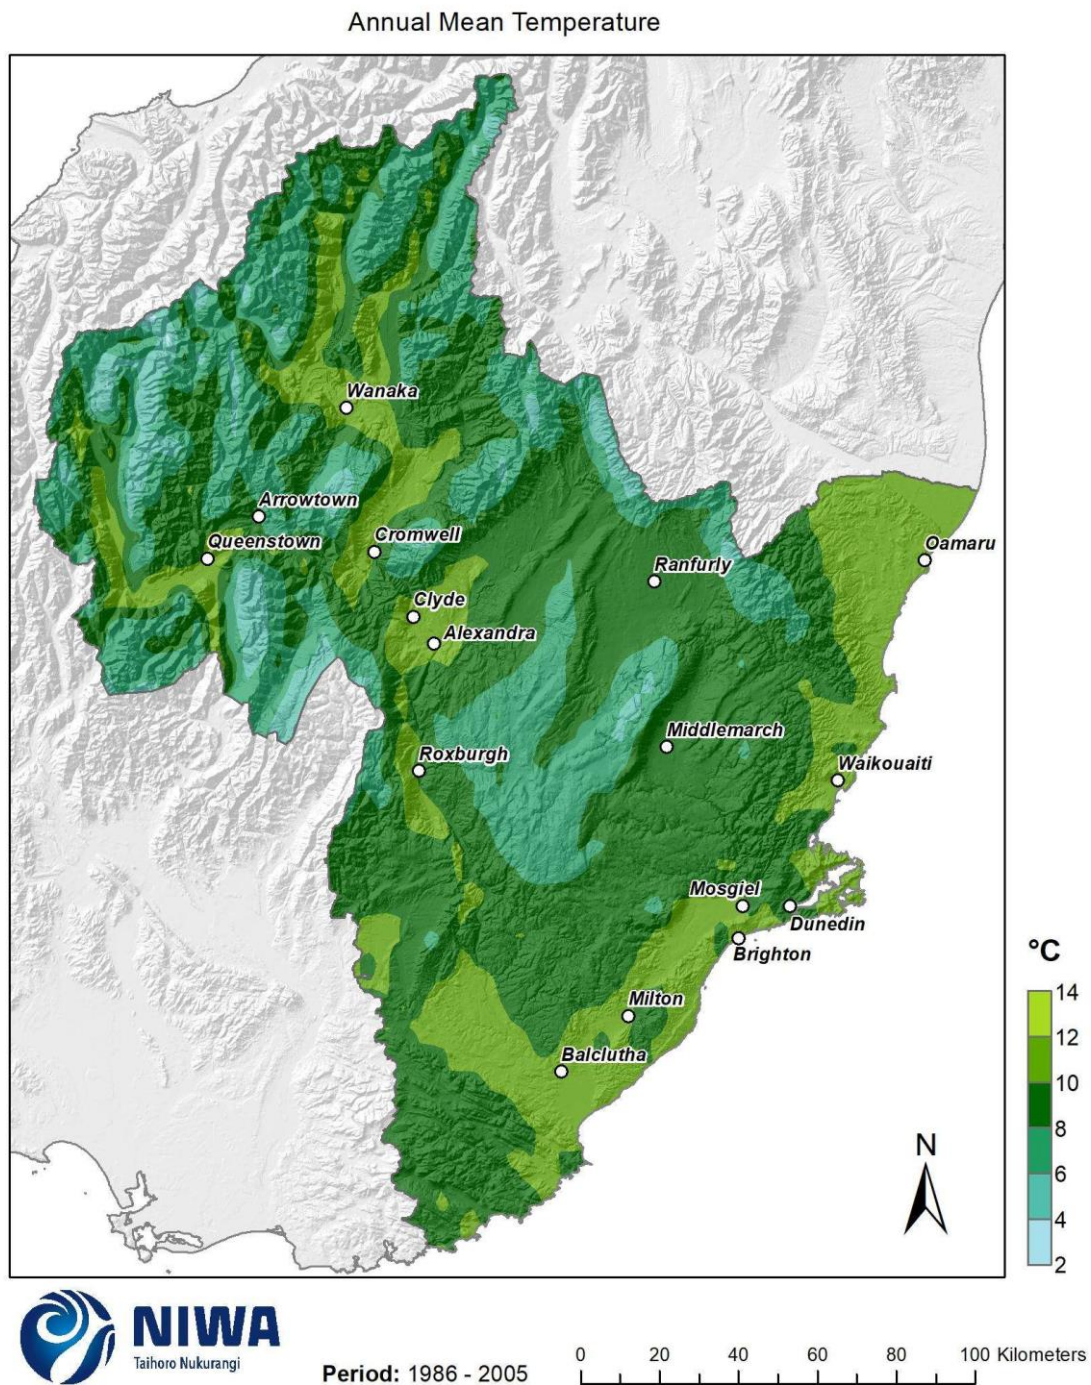 Annual Mean Temperature
Wanaka
Arrowtown
Queenstown
Cromwell
Oamaru
Ranfurly
Clyde
Alexandra
Middlemarch
Roxburgh
Waikouaiti
Mosgiel
Dunedin
Brighton
Milton
Balclutha
°C
14
12
10
8
6
4
2
N
NIWA
Taihoro Nukurangi
Period: 1986 - 2005
0 20 40 60 80 100 Kilometers